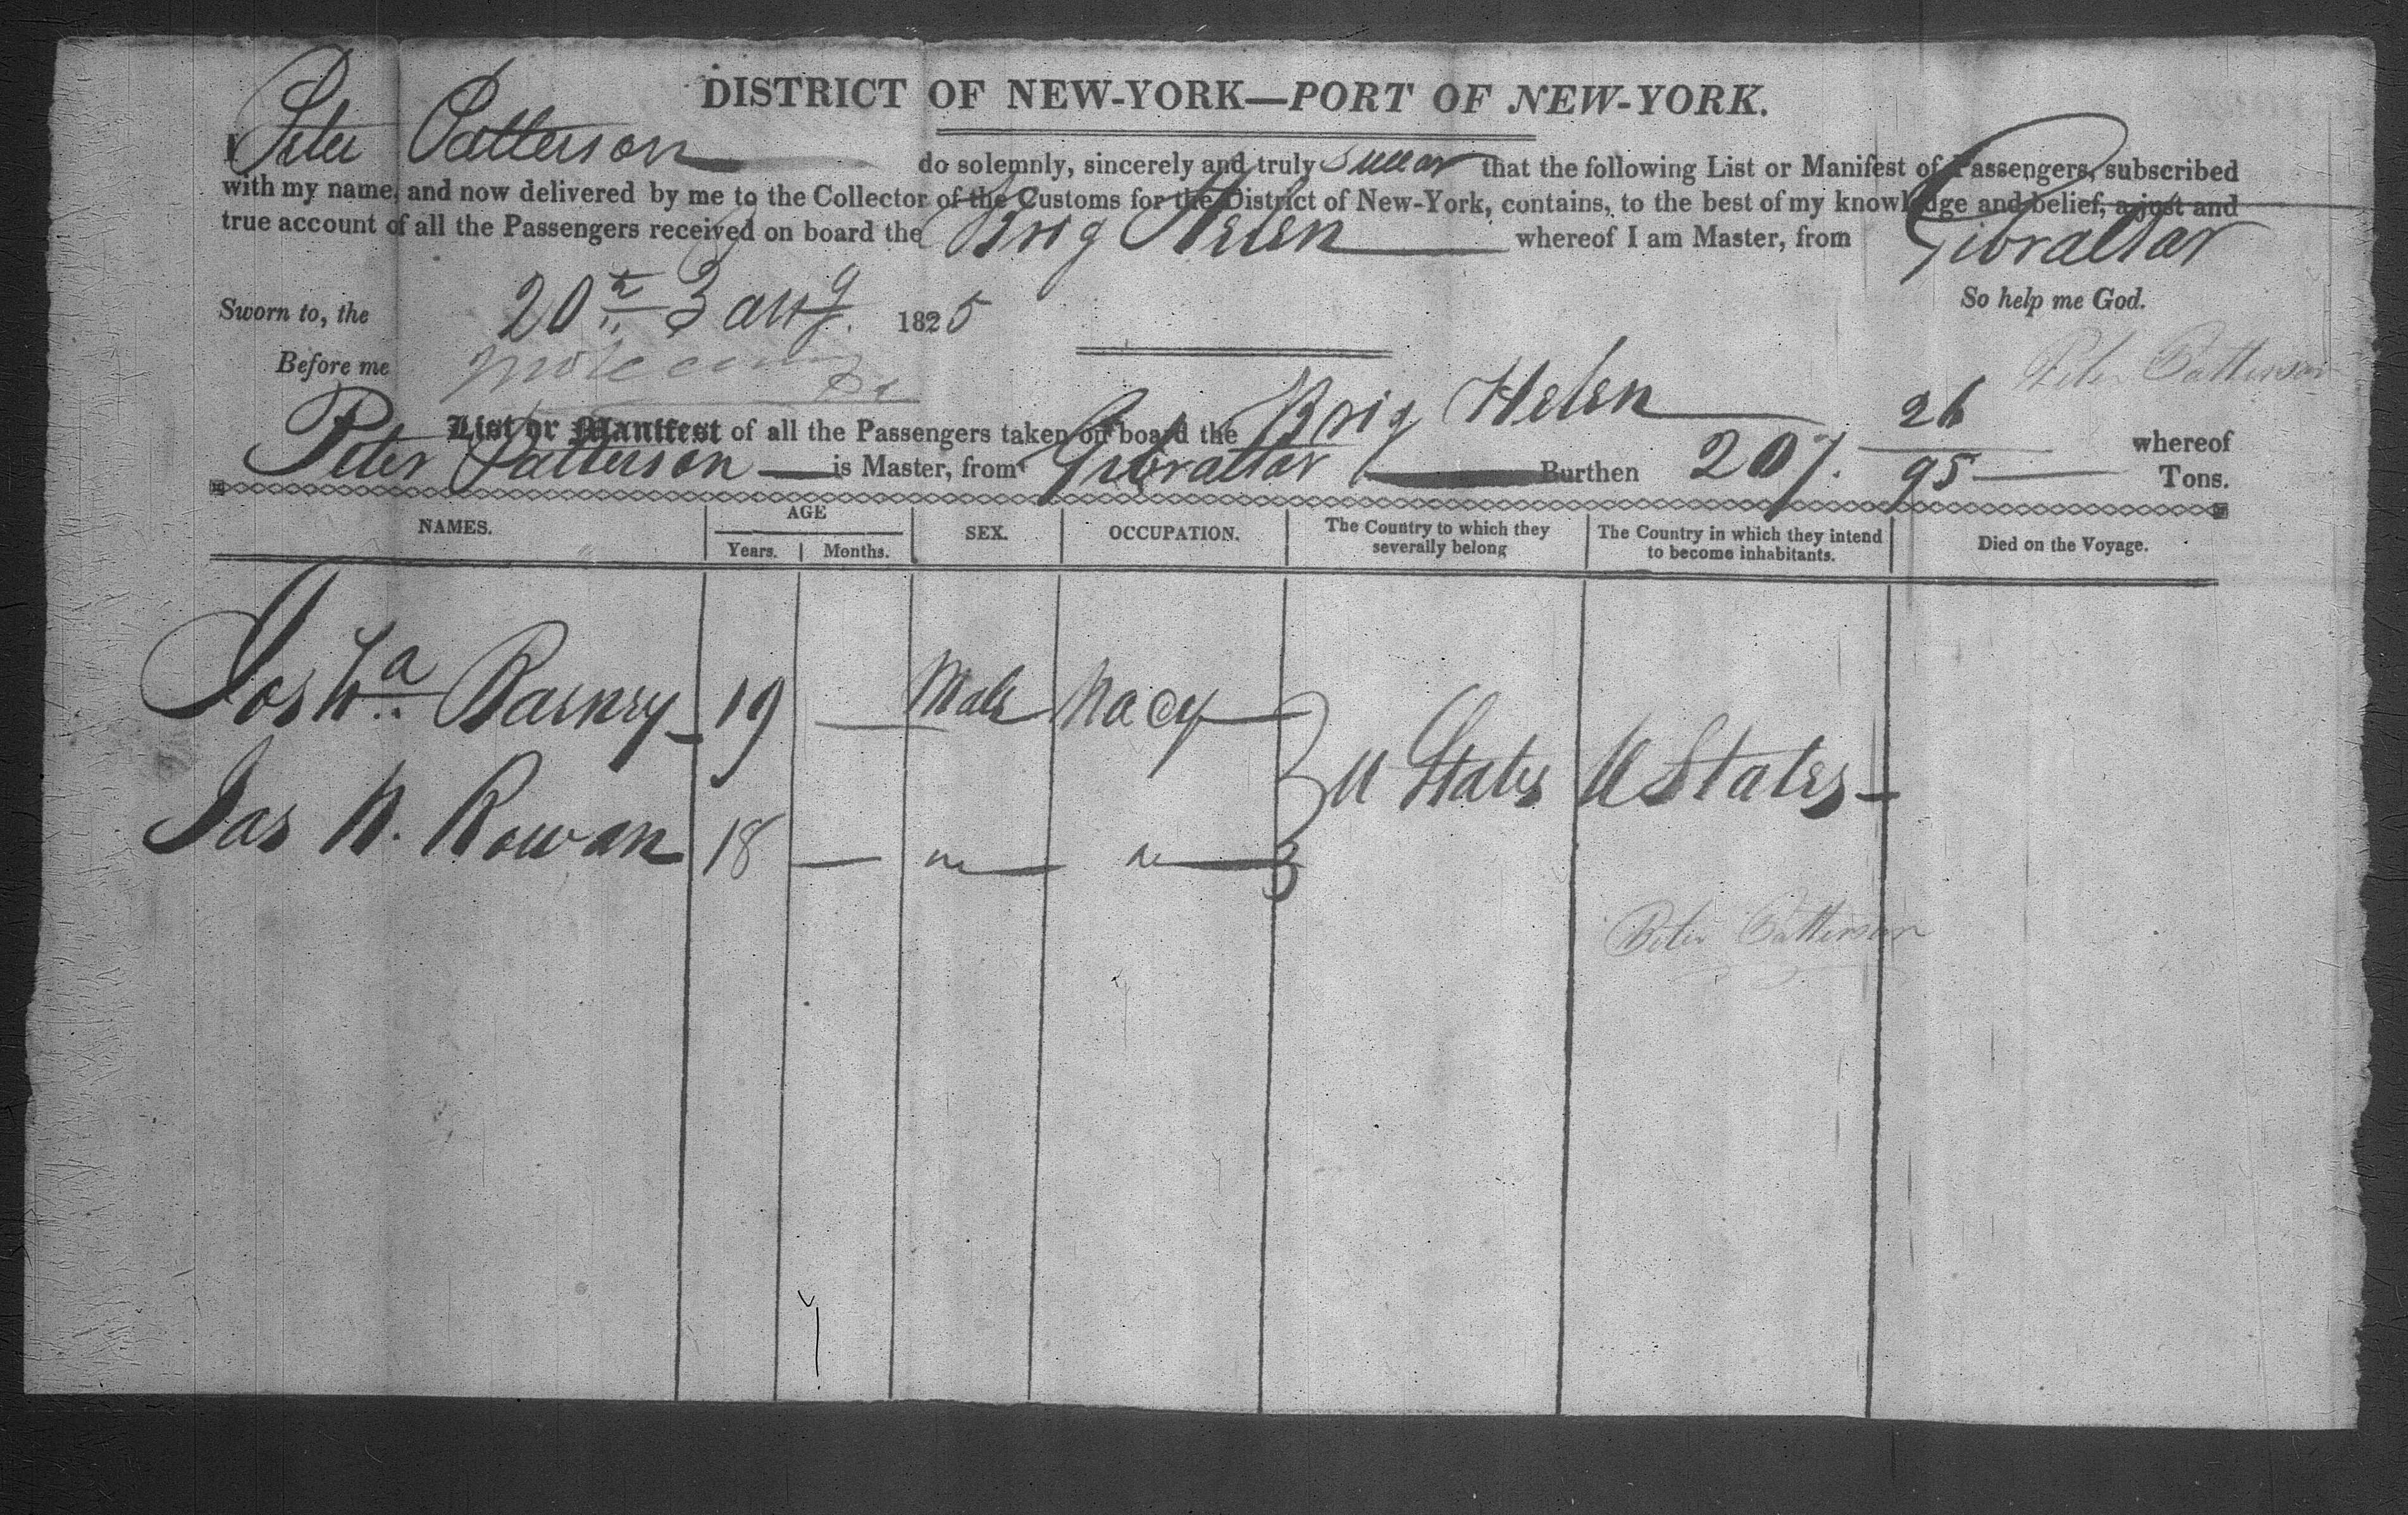 DISTRICT OF NEW-YORK—PORT OF NEW-YORK.
I Peter Patterson do solemnly, sincerely and truly swear that the following List or Manifest of Passengers, subscribed
with my name, and now delivered by me to the Collector of the Customs for the District of New-York, contains, to the best of my knowledge and belief, a just and
true account of all the Passengers received on board the Brig Helen whereof I am Master, from Gibraltar
So help me God.
Sworn to, the 20th Aug. 1825
Peter Patterson
Before me
List or Manifest of all the Passengers taken on board the Brig Helen whereof
Peter Patterson is Master, from Gibraltar Burthen 207. 26/95 Tons.
NAMES. AGE Years. Months. SEX. OCCUPATION. The Country to which they severally belong The Country in which they intend to become inhabitants. Died on the Voyage.
Josha Barney 19 — Male Navy
U States U States
Jas N. Rowan 18 — " "
Peter Patterson